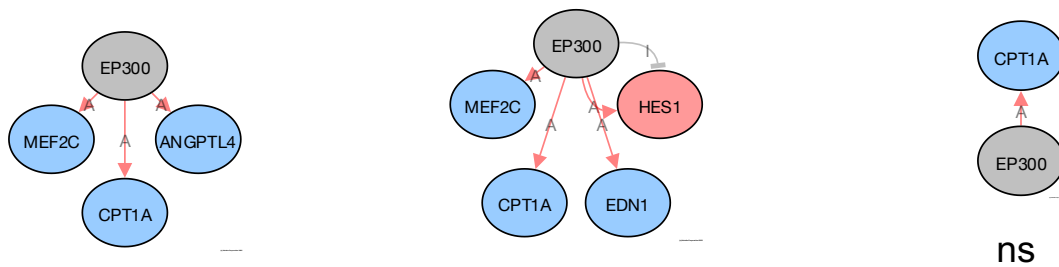 EP300
A
A
A
MEF2C
ANGPTL4
CPT1A
EP300
I
A
MEF2C
HES1
A
A
A
CPT1A
EDN1
CPT1A
A
EP300
ns